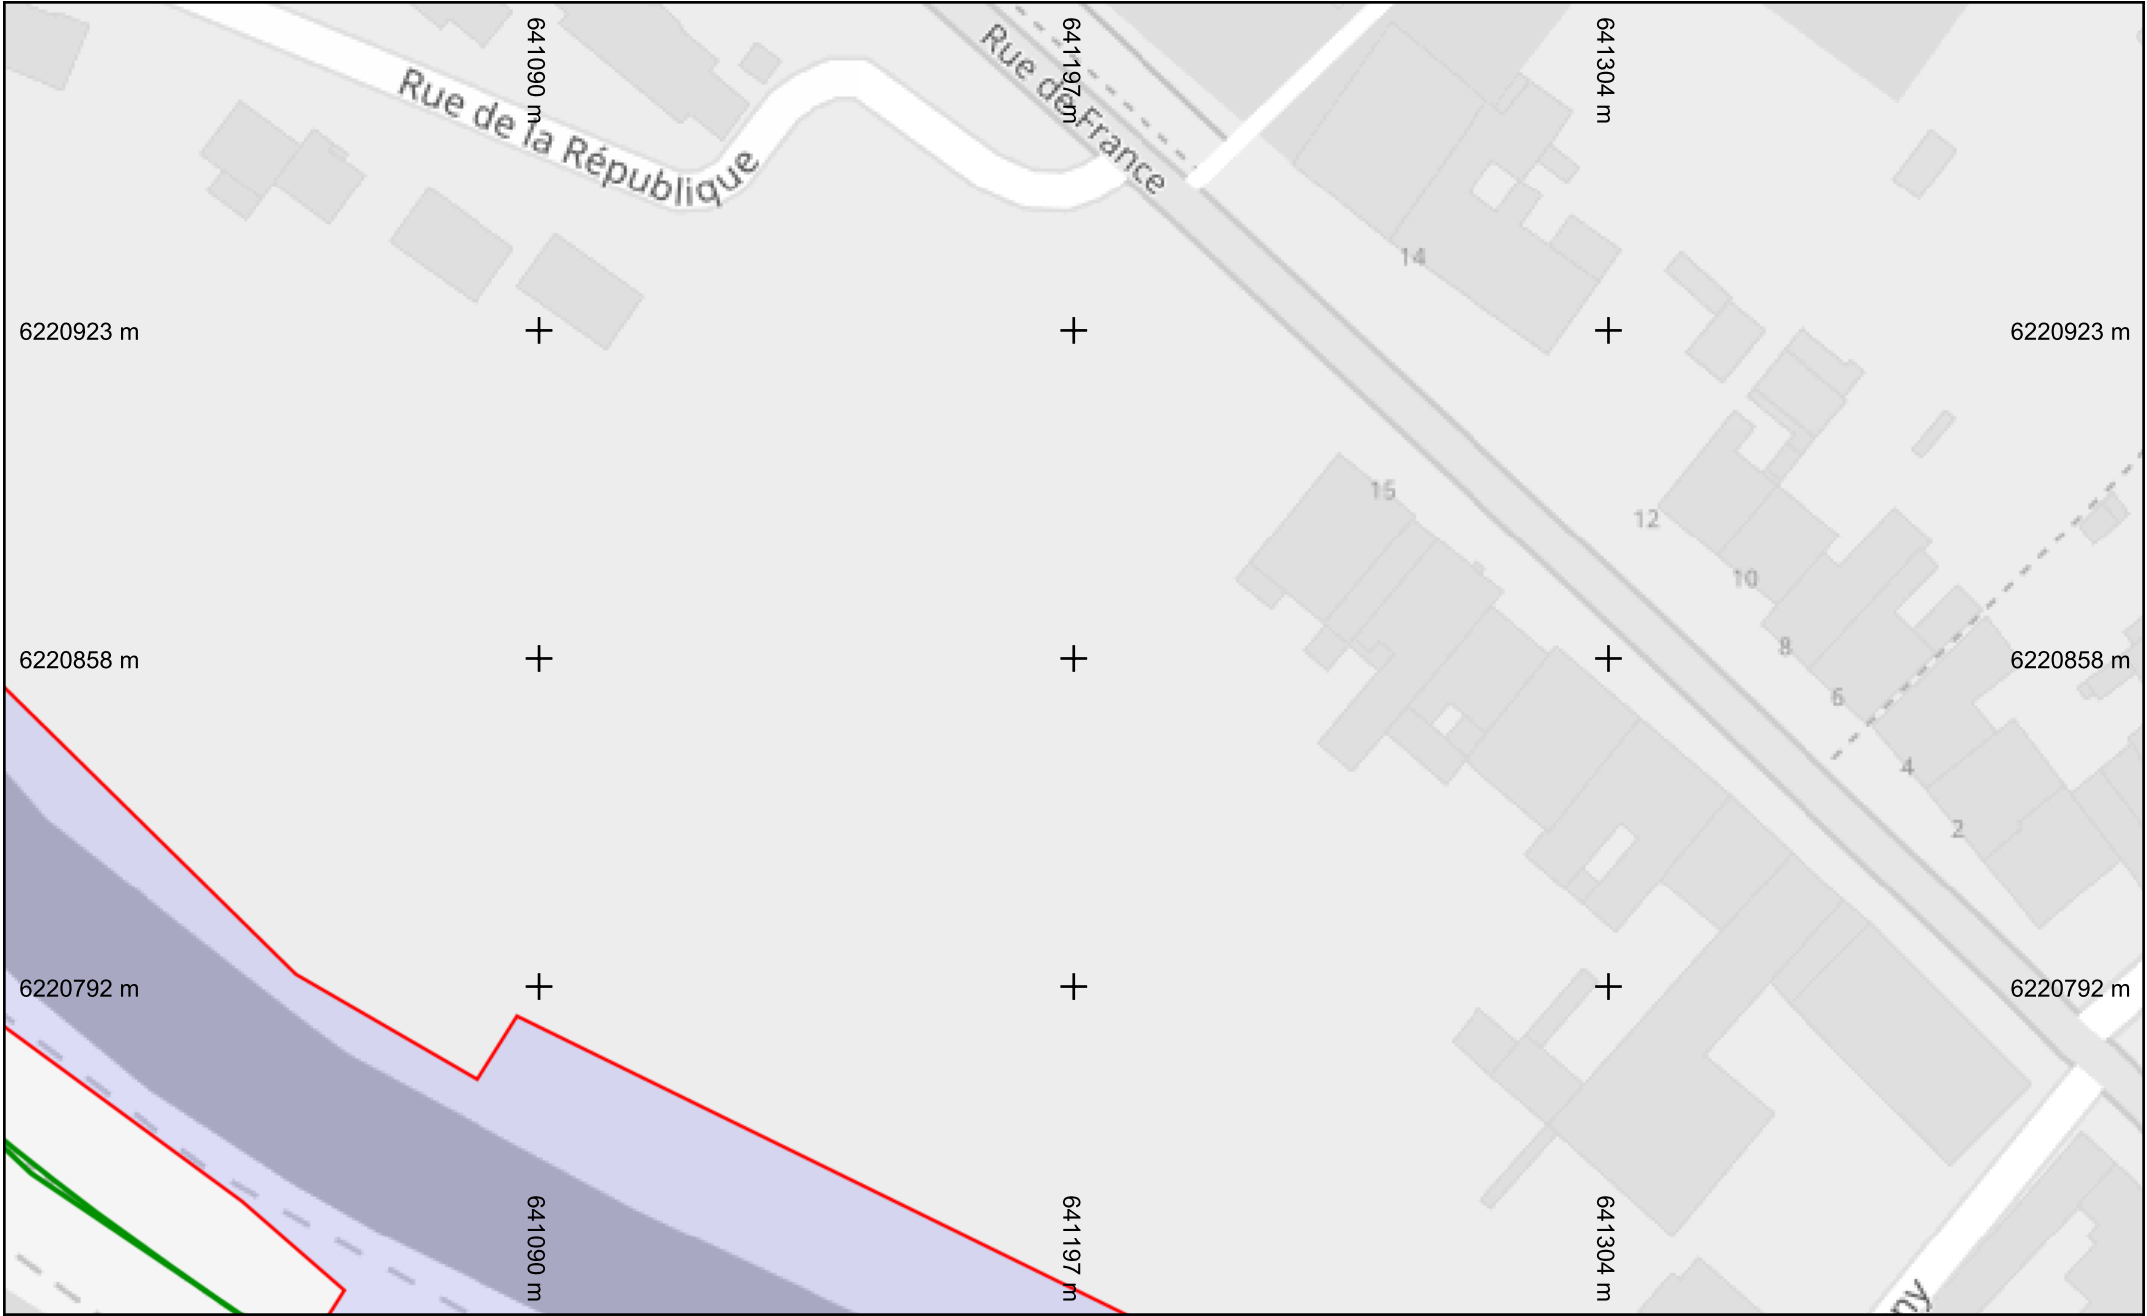 641090 m
641197 m
641304 m
Rue de la République
Rue de France
14
6220923 m
6220923 m
15
12
10
8
6220858 m
6220858 m
6
4
2
6220792 m
6220792 m
641090 m
641197 m
641304 m
ny